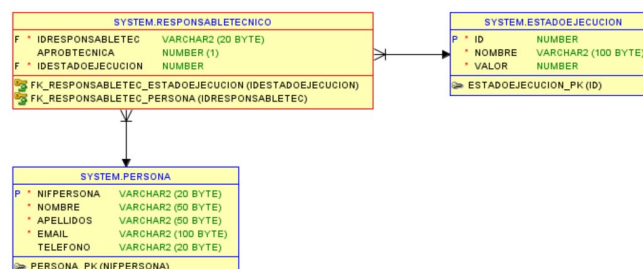 SYSTEM.RESPONSABLETECNICO
F * IDRESPONSABLETEC VARCHAR2 (20 BYTE)
APROBTECNICA NUMBER (1)
F * IDESTADOEJECUCION NUMBER
FK_RESPONSABLETEC_ESTADOEJECUCION (IDESTADOEJECUCION)
FK_RESPONSABLETEC_PERSONA (IDRESPONSABLETEC)
SYSTEM.ESTADOEJECUCION
P * ID NUMBER
* NOMBRE VARCHAR2 (100 BYTE)
* VALOR NUMBER
ESTADOEJECUCION_PK (ID)
SYSTEM.PERSONA
P * NIFPERSONA VARCHAR2 (20 BYTE)
* NOMBRE VARCHAR2 (50 BYTE)
* APELLIDOS VARCHAR2 (50 BYTE)
* EMAIL VARCHAR2 (100 BYTE)
TELEFONO VARCHAR2 (20 BYTE)
PERSONA_PK (NIFPERSONA)